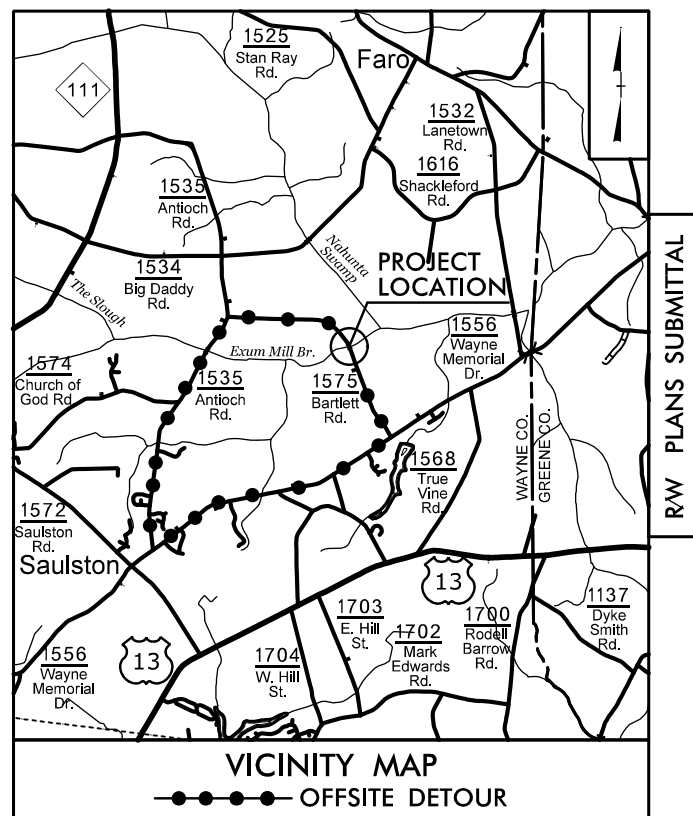 1525
Stan Ray
Rd.
Faro
111
1532
Lanetown
Rd.
1616
Shackleford
Rd.
1535
Antioch
Rd.
Nahunta
Swamp
PROJECT
LOCATION
1534
Big Daddy
Rd.
The Slough
1556
Wayne
Memorial
Dr.
Exum Mill Br.
1574
Church of
God Rd
1535
Antioch
Rd.
1575
Bartlett
Rd.
WAYNE CO.
GREENE CO.
1568
True
Vine
Rd.
1572
Saulston
Rd.
Saulston
13
1703
E. Hill
St.
1702
Mark
Edwards
Rd.
1700
Rodell
Barrow
Rd.
1137
Dyke
Smith
Rd.
1556
Wayne
Memorial
Dr.
13
1704
W. Hill
St.
VICINITY MAP
OFFSITE DETOUR
RW PLANS SUBMITTAL